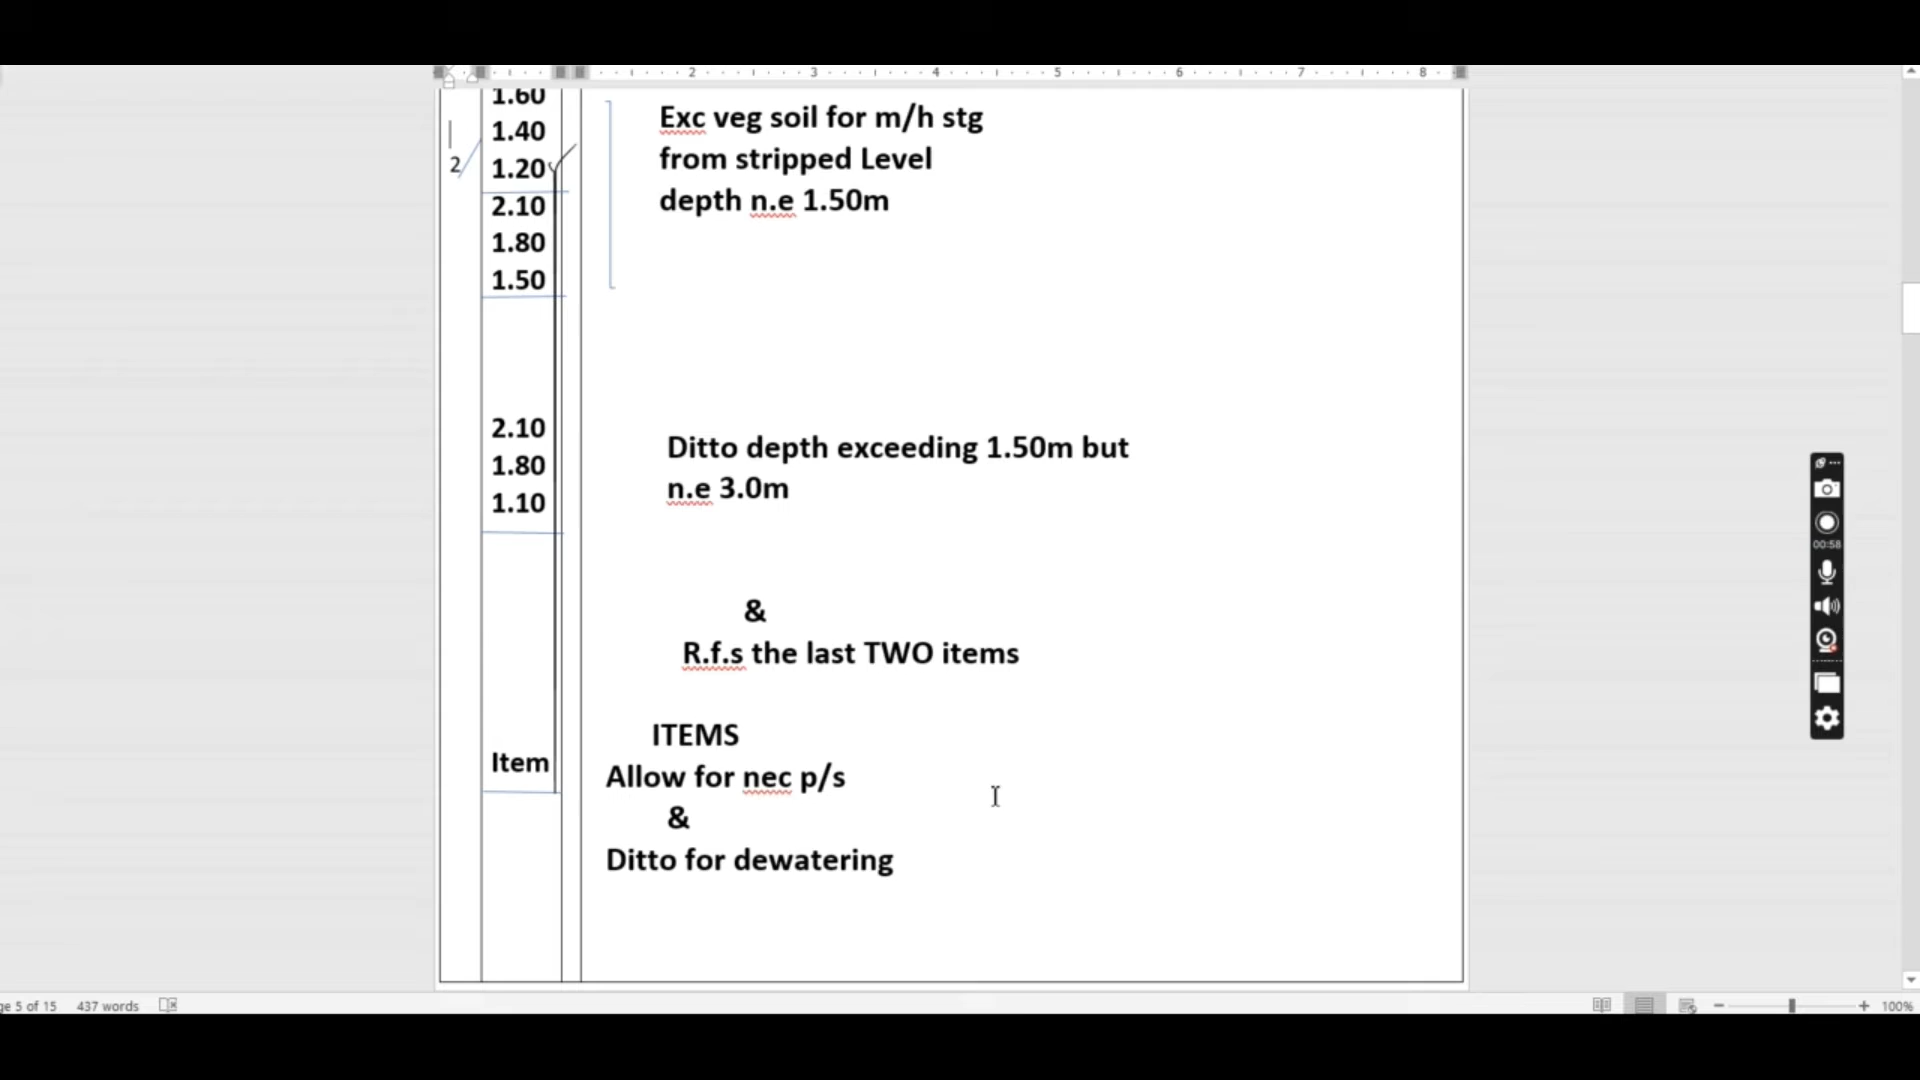 2 3 4 5 6 7 8
1.60
1.40
2
1.20
2.10
1.80
1.50
Exc veg soil for m/h stg
from stripped Level
depth n.e 1.50m
2.10
1.80
1.10
Ditto depth exceeding 1.50m but
n.e 3.0m
&
R.f.s the last TWO items
ITEMS
Item
Allow for nec p/s
&
Ditto for dewatering
00:58
ge 5 of 15 437 words
100%